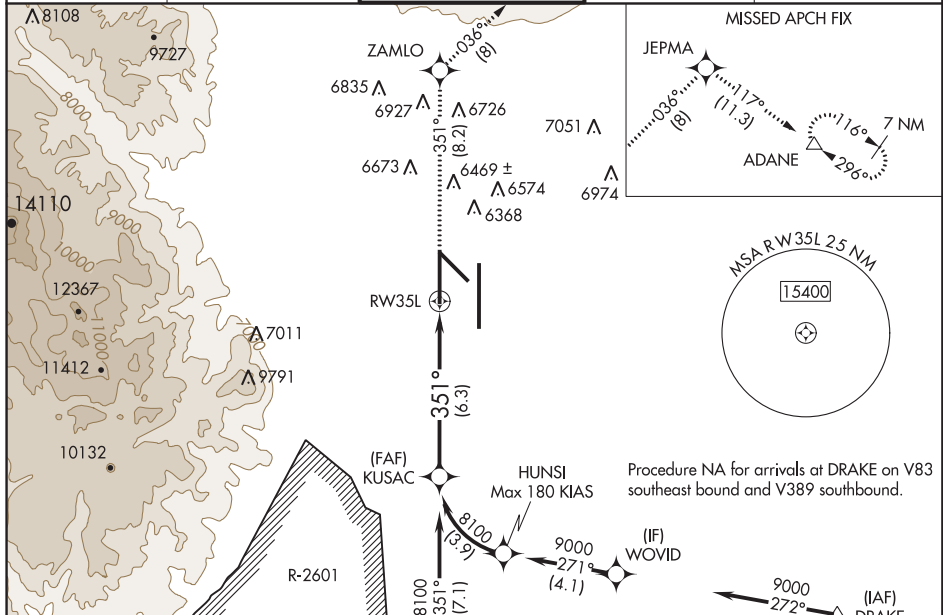 8108
9727
8000
ZAMLO
036°
(8)
MISSED APCH FIX
JEPMA
117°
(11.3)
036°
(8)
116°
7 NM
ADANE
296°
6835
6927
6726
7051
351°
(8.2)
6673
6469 ±
6574
6974
6368
14110
9000
10000
12367
11000
11412
7011
9791
10132
RW35L
MSA RW35L 25 NM
15400
351°
(6.3)
(FAF)
KUSAC
HUNSI
Max 180 KIAS
Procedure NA for arrivals at DRAKE on V83
southeast bound and V389 southbound.
8100
(3.9)
9000
271°
(4.1)
(IF)
WOVID
R-2601
8100
351°
(7.1)
9000
272°
(IAF)
DRAKE